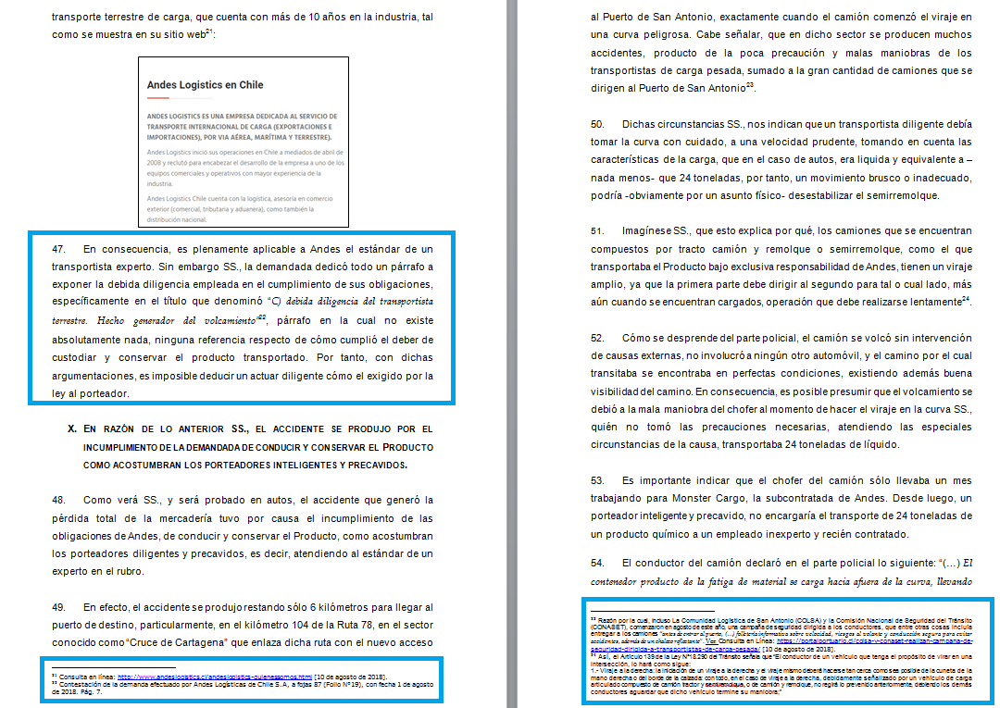 transporte terrestre de carga, que cuenta con más de 10 años en la industria, tal
como se muestra en su sitio web21:
Andes Logistics en Chile
ANDES LOGISTICS ES UNA EMPRESA DEDICADA AL SERVICIO DE
TRANSPORTE INTERNACIONAL DE CARGA (EXPORTACIONES E
IMPORTACIONES), POR VIA AÉREA, MARÍTIMA Y TERRESTRE).
Andes Logistics inició sus operaciones en Chile a mediados de abril de
2008 y reclutó para encabezar el desarrollo de la empresa a uno de los
equipos comerciales y operativos con mayor experiencia de la
industria.
Andes Logistics Chile cuenta con la logística, asesoría en comercio
exterior (comercial, tributaria y aduanera), como también la
distribución nacional.
47. En consecuencia, es plenamente aplicable a Andes el estándar de un
transportista experto. Sin embargo SS., la demandada dedicó todo un párrafo a
exponer la debida diligencia empleada en el cumplimiento de sus obligaciones,
específicamente en el título que denominó “C) debida diligencia del transportista
terrestre. Hecho generador del volcamiento”22, párrafo en la cual no existe
absolutamente nada, ninguna referencia respecto de cómo cumplió el deber de
custodiar y conservar el producto transportado. Por tanto, con dichas
argumentaciones, es imposible deducir un actuar diligente cómo el exigido por la
ley al porteador.
X. EN RAZÓN DE LO ANTERIOR SS., EL ACCIDENTE SE PRODUJO POR EL
INCUMPLIMIENTO DE LA DEMANDADA DE CONDUCIR Y CONSERVAR EL PRODUCTO
COMO ACOSTUMBRAN LOS PORTEADORES INTELIGENTES Y PRECAVIDOS.
48. Como verá SS., y será probado en autos, el accidente que generó la
pérdida total de la mercadería tuvo por causa el incumplimiento de las
obligaciones de Andes, de conducir y conservar el Producto, como acostumbran
los porteadores diligentes y precavidos, es decir, atendiendo al estándar de un
experto en el rubro.
49. En efecto, el accidente se produjo restando sólo 6 kilómetros para llegar al
puerto de destino, particularmente, en el kilómetro 104 de la Ruta 78, en el sector
conocido como “Cruce de Cartagena” que enlaza dicha ruta con el nuevo acceso
21 Consulta en línea: http://www.andeslogistics.cl/andeslogistics-quienessomos.html [10 de agosto de 2018].
22 Contestación de la demanda efectuado por Andes Logísticas de Chile S.A, a fojas 87 (Folio N°19), con fecha 1 de agosto
de 2018. Pág. 7.
al Puerto de San Antonio, exactamente cuando el camión comenzó el viraje en
una curva peligrosa. Cabe señalar, que en dicho sector se producen muchos
accidentes, producto de la poca precaución y malas maniobras de los
transportistas de carga pesada, sumado a la gran cantidad de camiones que se
dirigen al Puerto de San Antonio23.
50. Dichas circunstancias SS., nos indican que un transportista diligente debía
tomar la curva con cuidado, a una velocidad prudente, tomando en cuenta las
características de la carga, que en el caso de autos, era liquida y equivalente a –
nada menos- que 24 toneladas, por tanto, un movimiento brusco o inadecuado,
podría -obviamente por un asunto físico- desestabilizar el semirremolque.
51. Imagínese SS., que esto explica por qué, los camiones que se encuentran
compuestos por tracto camión y remolque o semirremolque, como el que
transportaba el Producto bajo exclusiva responsabilidad de Andes, tienen un viraje
amplio, ya que la primera parte debe dirigir al segundo para tal o cual lado, más
aún cuando se encuentran cargados, operación que debe realizarse lentamente24.
52. Cómo se desprende del parte policial, el camión se volcó sin intervención
de causas externas, no involucró a ningún otro automóvil, y el camino por el cual
transitaba se encontraba en perfectas condiciones, existiendo además buena
visibilidad del camino. En consecuencia, es posible presumir que el volcamiento se
debió a la mala maniobra del chofer al momento de hacer el viraje en la curva SS.,
quién no tomó las precauciones necesarias, atendiendo las especiales
circunstancias de la causa, transportaba 24 toneladas de líquido.
53. Es importante indicar que el chofer del camión sólo llevaba un mes
trabajando para Monster Cargo, la subcontratada de Andes. Desde luego, un
porteador inteligente y precavido, no encargaría el transporte de 24 toneladas de
un producto químico a un empleado inexperto y recién contratado.
54. El conductor del camión declaró en el parte policial lo siguiente: “(…) El
contenedor producto de la fatiga de material se carga hacia afuera de la curva, llevando
23 Razón por la cual, incluso La Comunidad Logística de San Antonio (COLSA) y la Comisión Nacional de Seguridad del Tránsito
(CONASET), comenzaron en agosto de este año, una campaña de seguridad dirigida a los conductores, que entre otras cosas incluía
entregar a los camiones “antes de entrar al puerto, (…) folletería informativa sobre velocidad, riesgos al volante y conducción segura para evitar
accidentes, además de un chaleco reflectante”. Ver Consulta en Línea: https://portalportuario.cl/colsa-y-conaset-realizan-campana-de-
seguridad-dirigida-a-transportistas-de-carga-pesada/ [10 de agosto de 2018].
24 Así, el Artículo 139 de la Ley N°18.290 del Tránsito señala que “El conductor de un vehículo que tenga el propósito de virar en una
intersección, lo hará como sigue:
1.- Viraje a la derecha: la iniciación de un viraje a la derecha y el viraje mismo deberá hacerse tan cerca como sea posible de la cuneta de la
mano derecha o del borde de la calzada; con todo, en el caso de viraje a la derecha, debidamente señalizado por un vehículo de carga
articulado compuesto de camión tractor y semirremolque, o de camión y remolque, no regirá lo prevenido anteriormente, debiendo los demás
conductores aguardar que dicho vehículo termine su maniobra;”